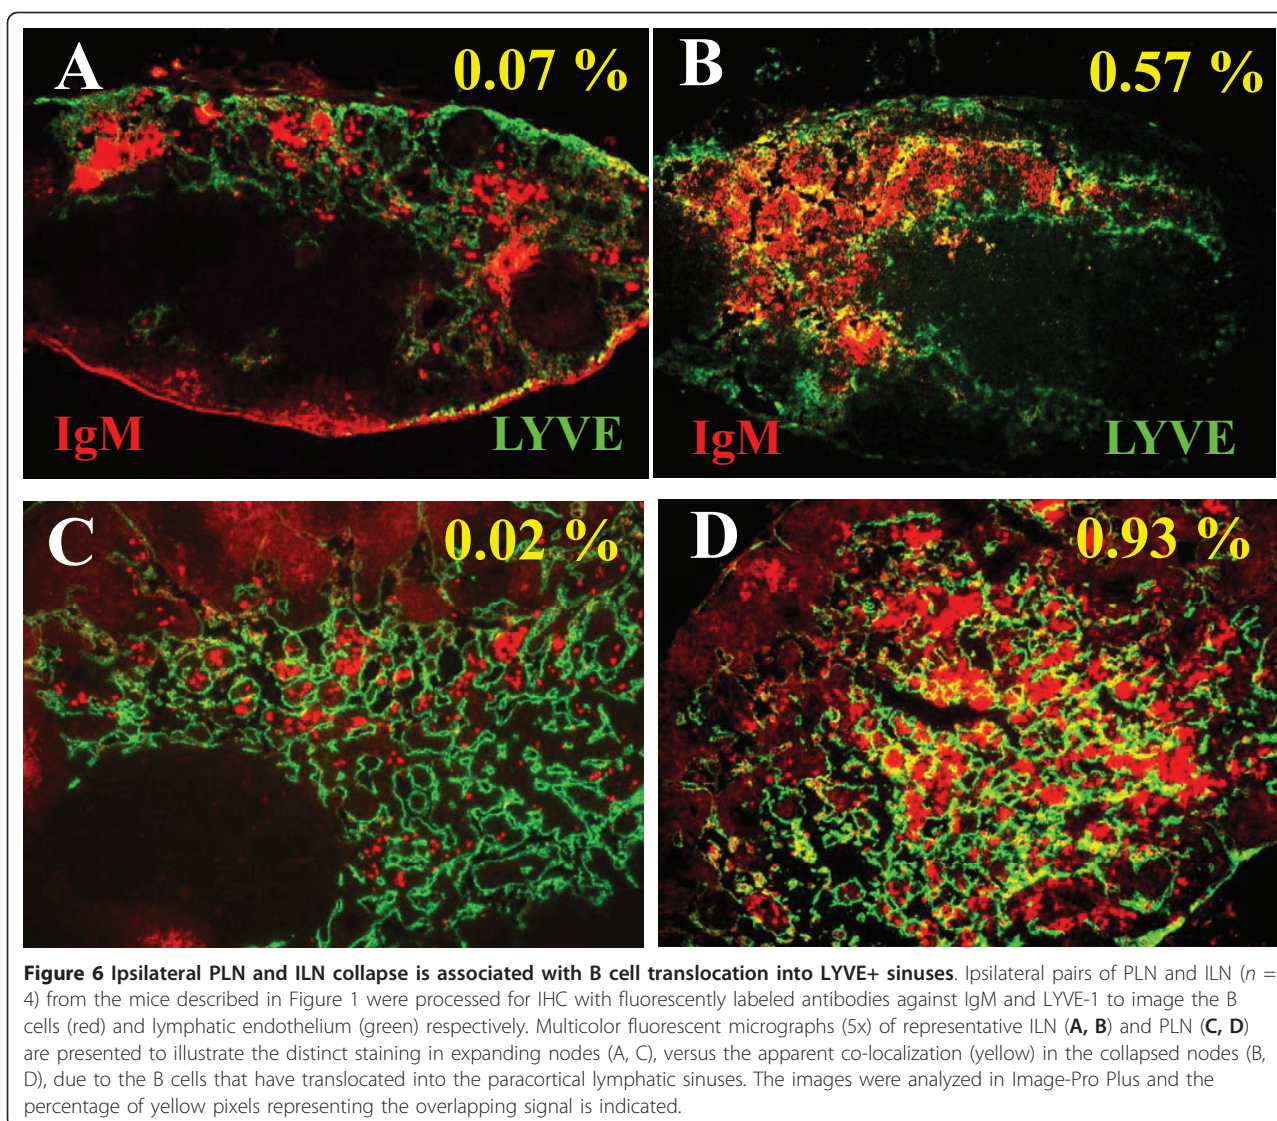 A
0.07 %
IgM
LYVE
B
0.57 %
IgM
LYVE
C
0.02 %
D
0.93 %
Figure 6 Ipsilateral PLN and ILN collapse is associated with B cell translocation into LYVE+ sinuses. Ipsilateral pairs of PLN and ILN (n =
4) from the mice described in Figure 1 were processed for IHC with fluorescently labeled antibodies against IgM and LYVE-1 to image the B
cells (red) and lymphatic endothelium (green) respectively. Multicolor fluorescent micrographs (5x) of representative ILN (A, B) and PLN (C, D)
are presented to illustrate the distinct staining in expanding nodes (A, C), versus the apparent co-localization (yellow) in the collapsed nodes (B,
D), due to the B cells that have translocated into the paracortical lymphatic sinuses. The images were analyzed in Image-Pro Plus and the
percentage of yellow pixels representing the overlapping signal is indicated.